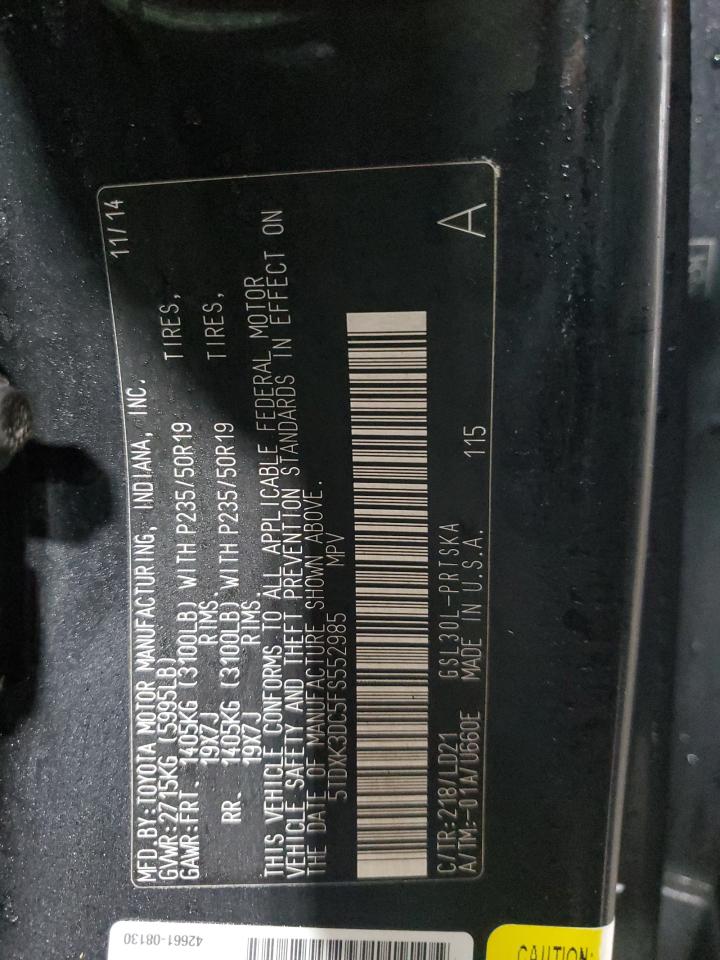 MFD.BY:TOYOTA MOTOR MANUFACTURING, INDIANA, INC. 11/14
GVWR:2715KG (5995LB)
GAWR:FRT. 1405KG (3100LB) WITH P235/50R19 TIRES,
19X7J RIMS,
RR. 1405KG (3100LB) WITH P235/50R19 TIRES,
19X7J RIMS
THIS VEHICLE CONFORMS TO ALL APPLICABLE FEDERAL MOTOR
VEHICLE SAFETY AND THEFT PREVENTION STANDARDS IN EFFECT ON
THE DATE OF MANUFACTURE SHOWN ABOVE.
5TDXK3DC5FS552985 MPV
C/TR:218/LD21 GSL30L-PRTSKA
A/TM:-01A/U660E MADE IN U.S.A. 115 A
42661-08130
CAUTION: